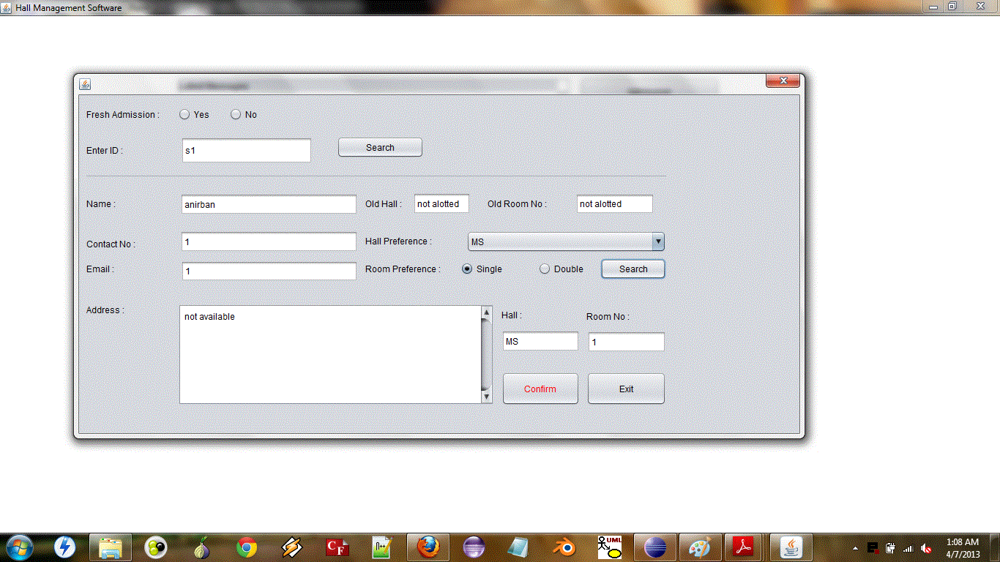 Hall Management Software
Fresh Admission : Yes No
Enter ID : s1 Search
Name : anirban Old Hall : not alotted Old Room No : not alotted
Contact No : 1 Hall Preference : MS
Email : 1 Room Preference : Single Double Search
Address : not available Hall : Room No :
MS 1
Confirm Exit
CF n++ UML
1:08 AM
4/7/2013